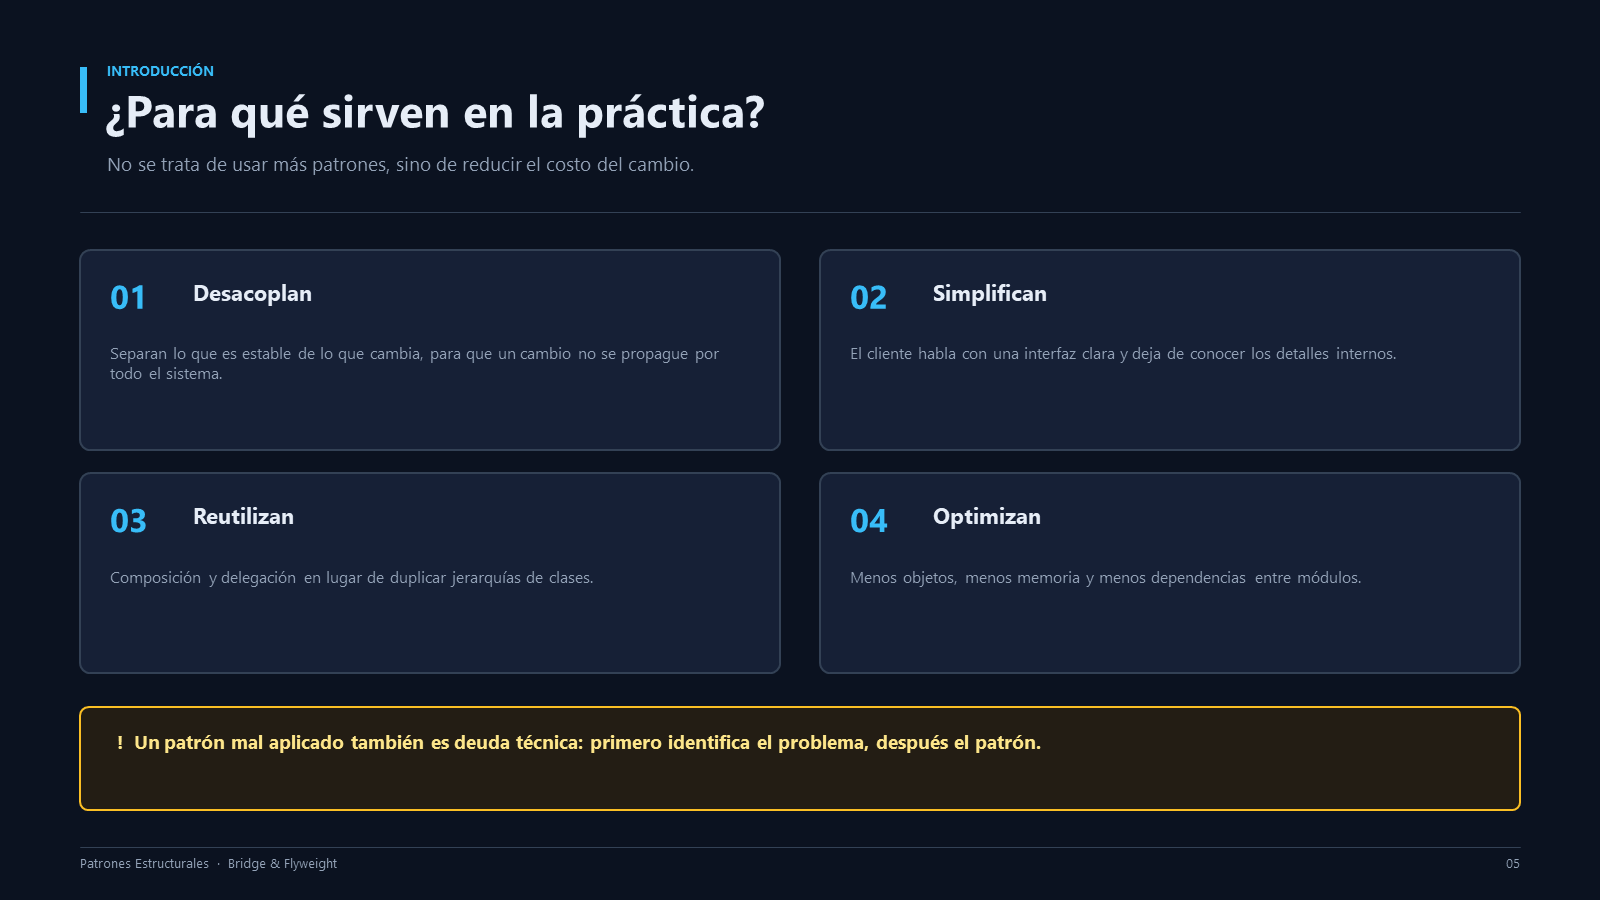 INTRODUCCIÓN
¿Para qué sirven en la práctica?
No se trata de usar más patrones, sino de reducir el costo del cambio.
01 Desacoplan
Separan lo que es estable de lo que cambia, para que un cambio no se propague por
todo el sistema.
02 Simplifican
El cliente habla con una interfaz clara y deja de conocer los detalles internos.
03 Reutilizan
Composición y delegación en lugar de duplicar jerarquías de clases.
04 Optimizan
Menos objetos, menos memoria y menos dependencias entre módulos.
! Un patrón mal aplicado también es deuda técnica: primero identifica el problema, después el patrón.
Patrones Estructurales · Bridge & Flyweight
05